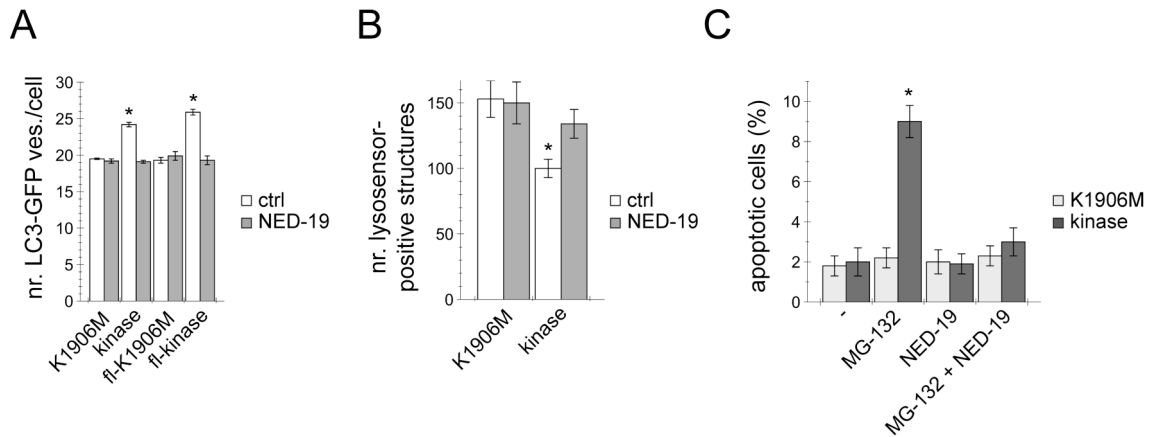 A
nr. LC3-GFP ves./cell
30
25
20
15
10
5
0
*
*
K1906M
kinase
fl-K1906M
fl-kinase
ctrl
NED-19
B
nr. lysosensor-
positive structures
150
100
50
0
*
K1906M
kinase
ctrl
NED-19
C
apoptotic cells (%)
10
8
6
4
2
0
*
-
MG-132
NED-19
MG-132 + NED-19
K1906M
kinase